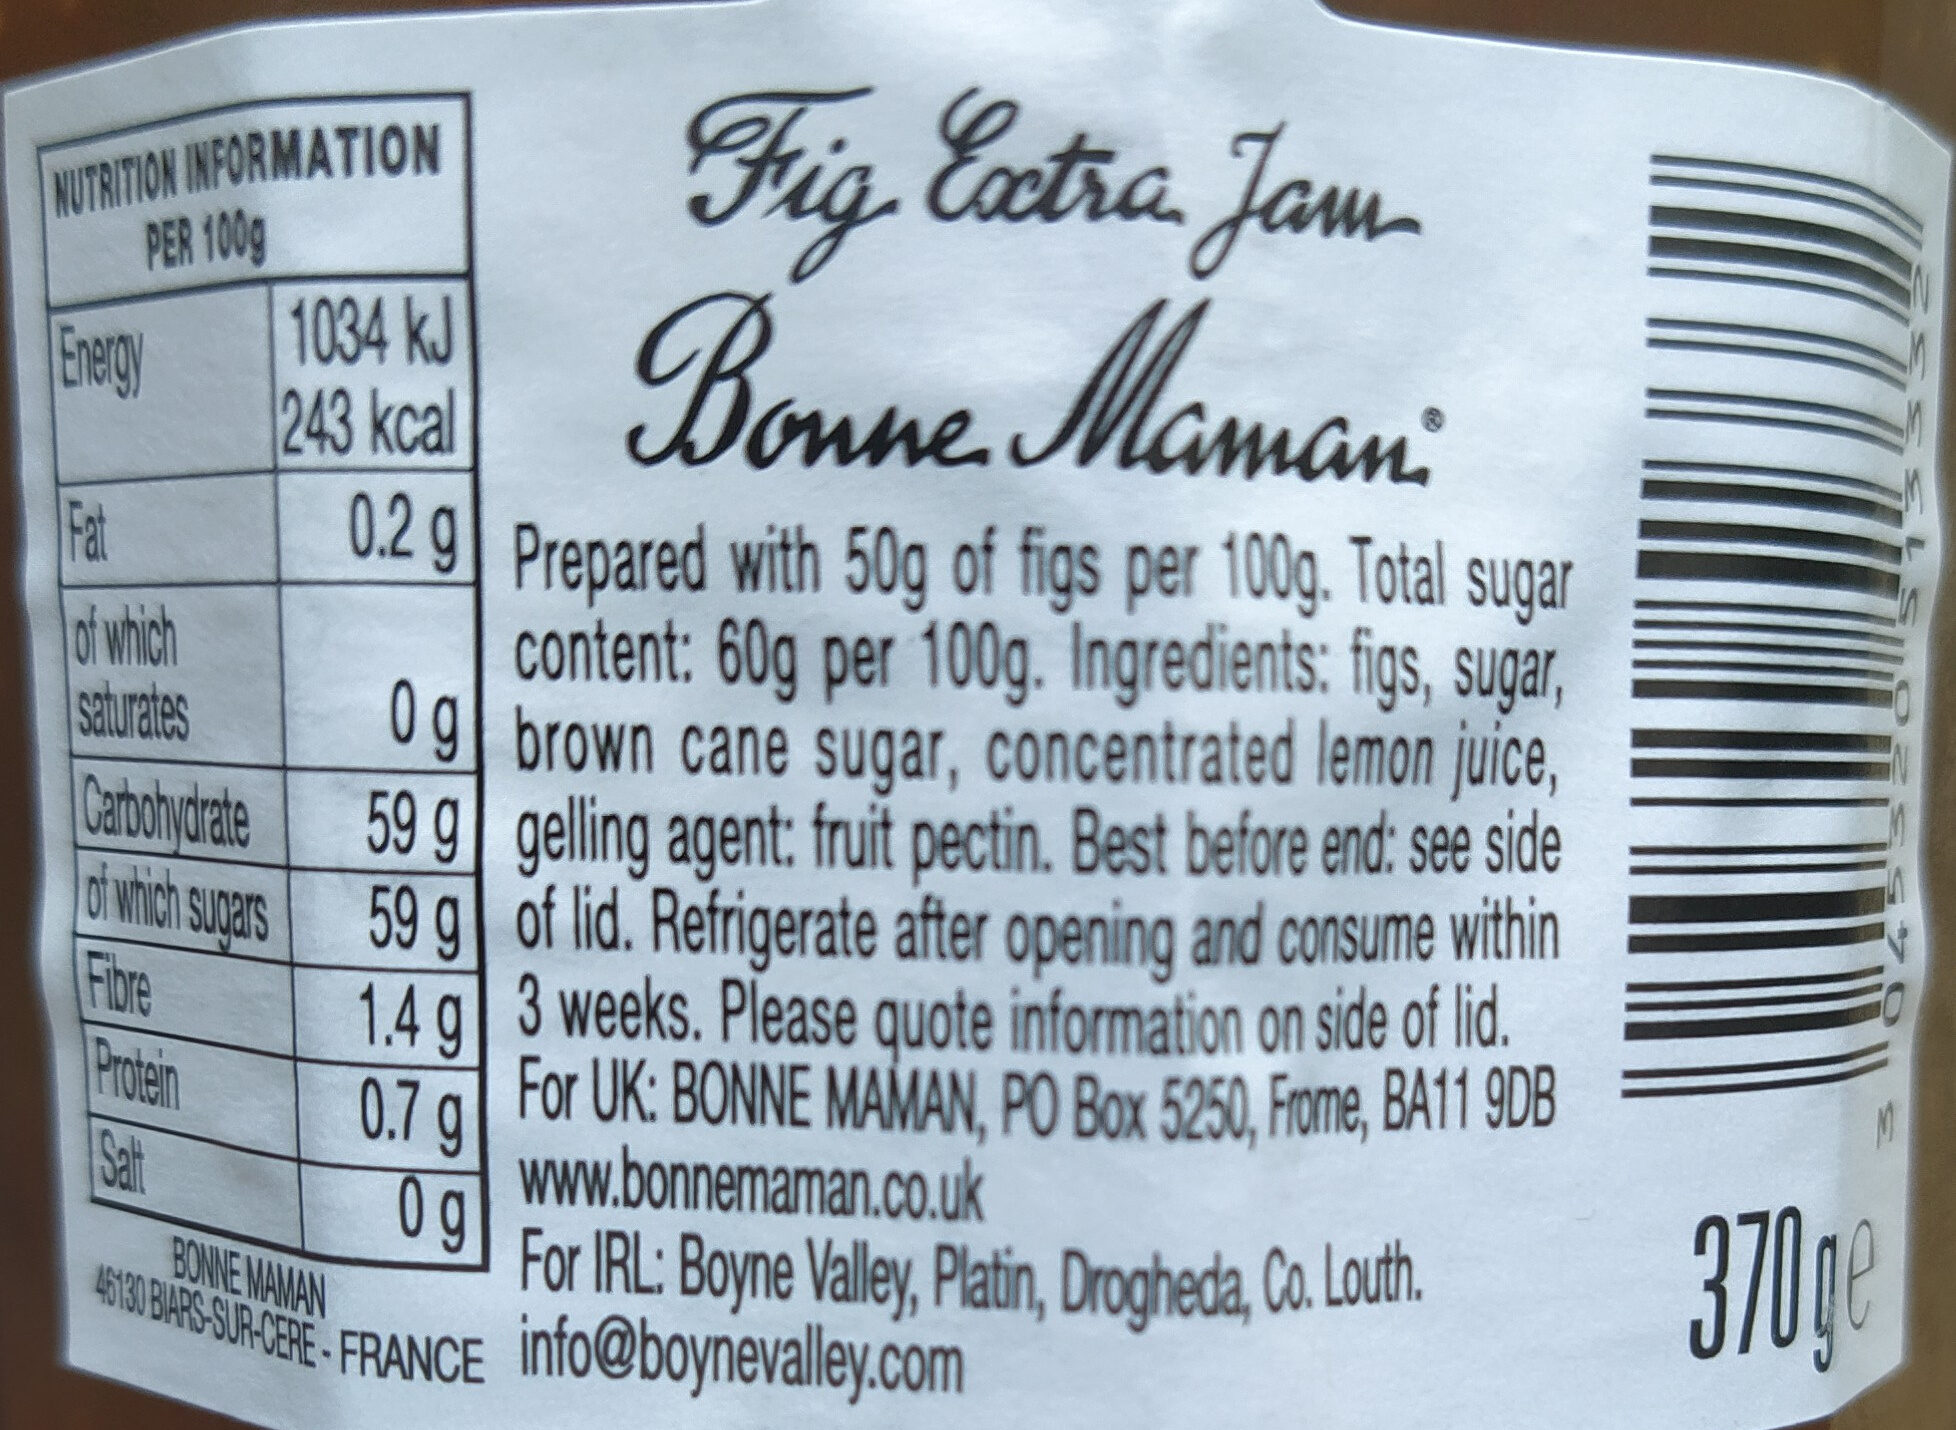 NUTRITION INFORMATION
PER 100g
Energy 1034 kJ
243 kcal
Fat 0.2 g
of which
saturates 0 g
Carbohydrate 59 g
of which sugars 59 g
Fibre 1.4 g
Protein 0.7 g
Salt 0 g
BONNE MAMAN
46130 BIARS-SUR-CERE - FRANCE
Fig Extra Jam
Bonne Maman®
Prepared with 50g of figs per 100g. Total sugar
content: 60g per 100g. Ingredients: figs, sugar,
brown cane sugar, concentrated lemon juice,
gelling agent: fruit pectin. Best before end: see side
of lid. Refrigerate after opening and consume within
3 weeks. Please quote information on side of lid.
For UK: BONNE MAMAN, PO Box 5250, Frome, BA11 9DB
www.bonnemaman.co.uk
For IRL: Boyne Valley, Platin, Drogheda, Co. Louth.
info@boynevalley.com
3 045320 513332
370 g e